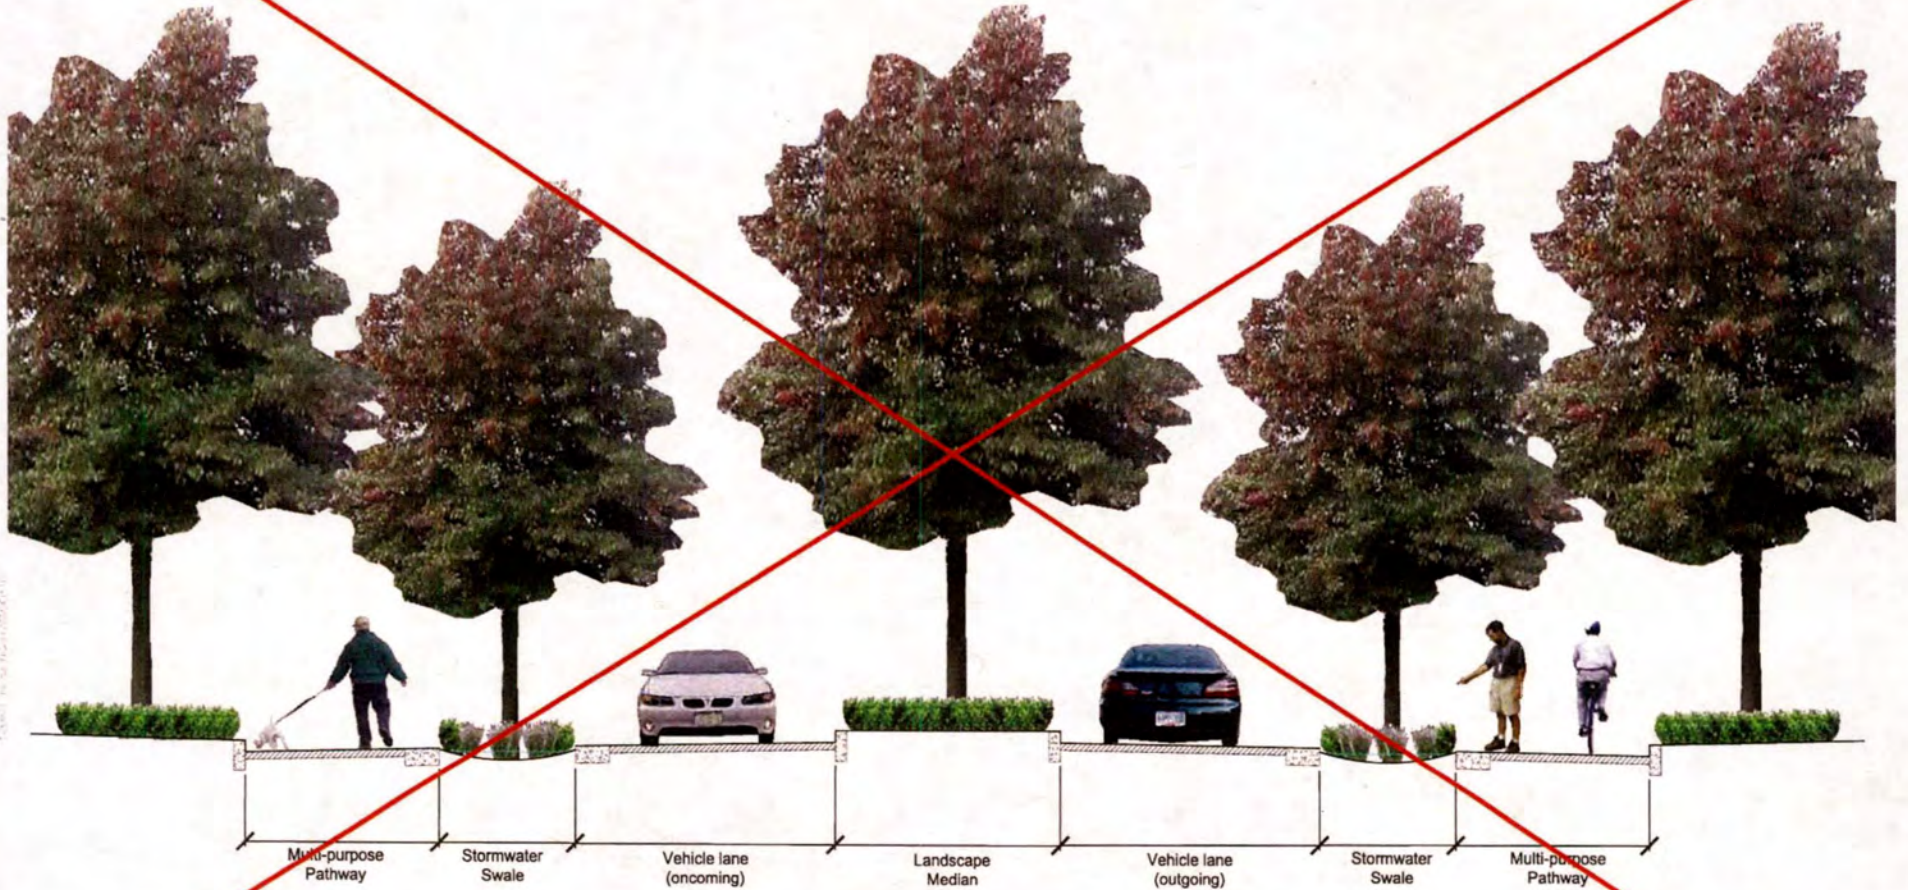 Multi-purpose
Pathway
Stormwater
Swale
Vehicle lane
(oncoming)
Landscape
Median
Vehicle lane
(outgoing)
Stormwater
Swale
Multi-purpose
Pathway